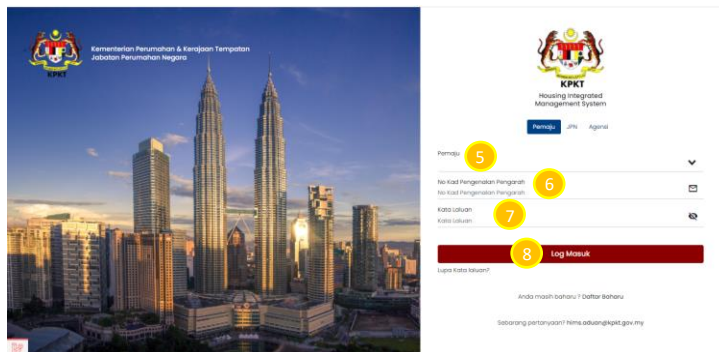 Kementerian Perumahan & Kerajaan Tempatan
Jabatan Perumahan Negara
KPKT
KPKT
Housing Integrated
Management System
Pemaju JPN Agensi
Pemaju
5
No Kad Pengenalan Pengarah
6
No Kad Pengenalan Pengarah
Kata Laluan
7
Kata Laluan
8 Log Masuk
Lupa Kata laluan?
Anda masih baharu ? Daftar Baharu
Sebarang pertanyaan? hims.aduan@kpkt.gov.my